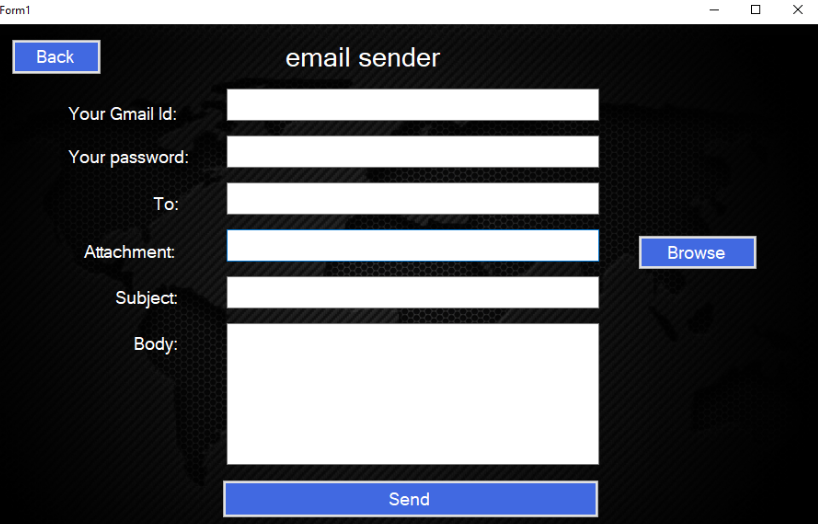 Form1
Back
email sender
Your Gmail Id:
Your password:
To:
Attachment:
Browse
Subject:
Body:
Send